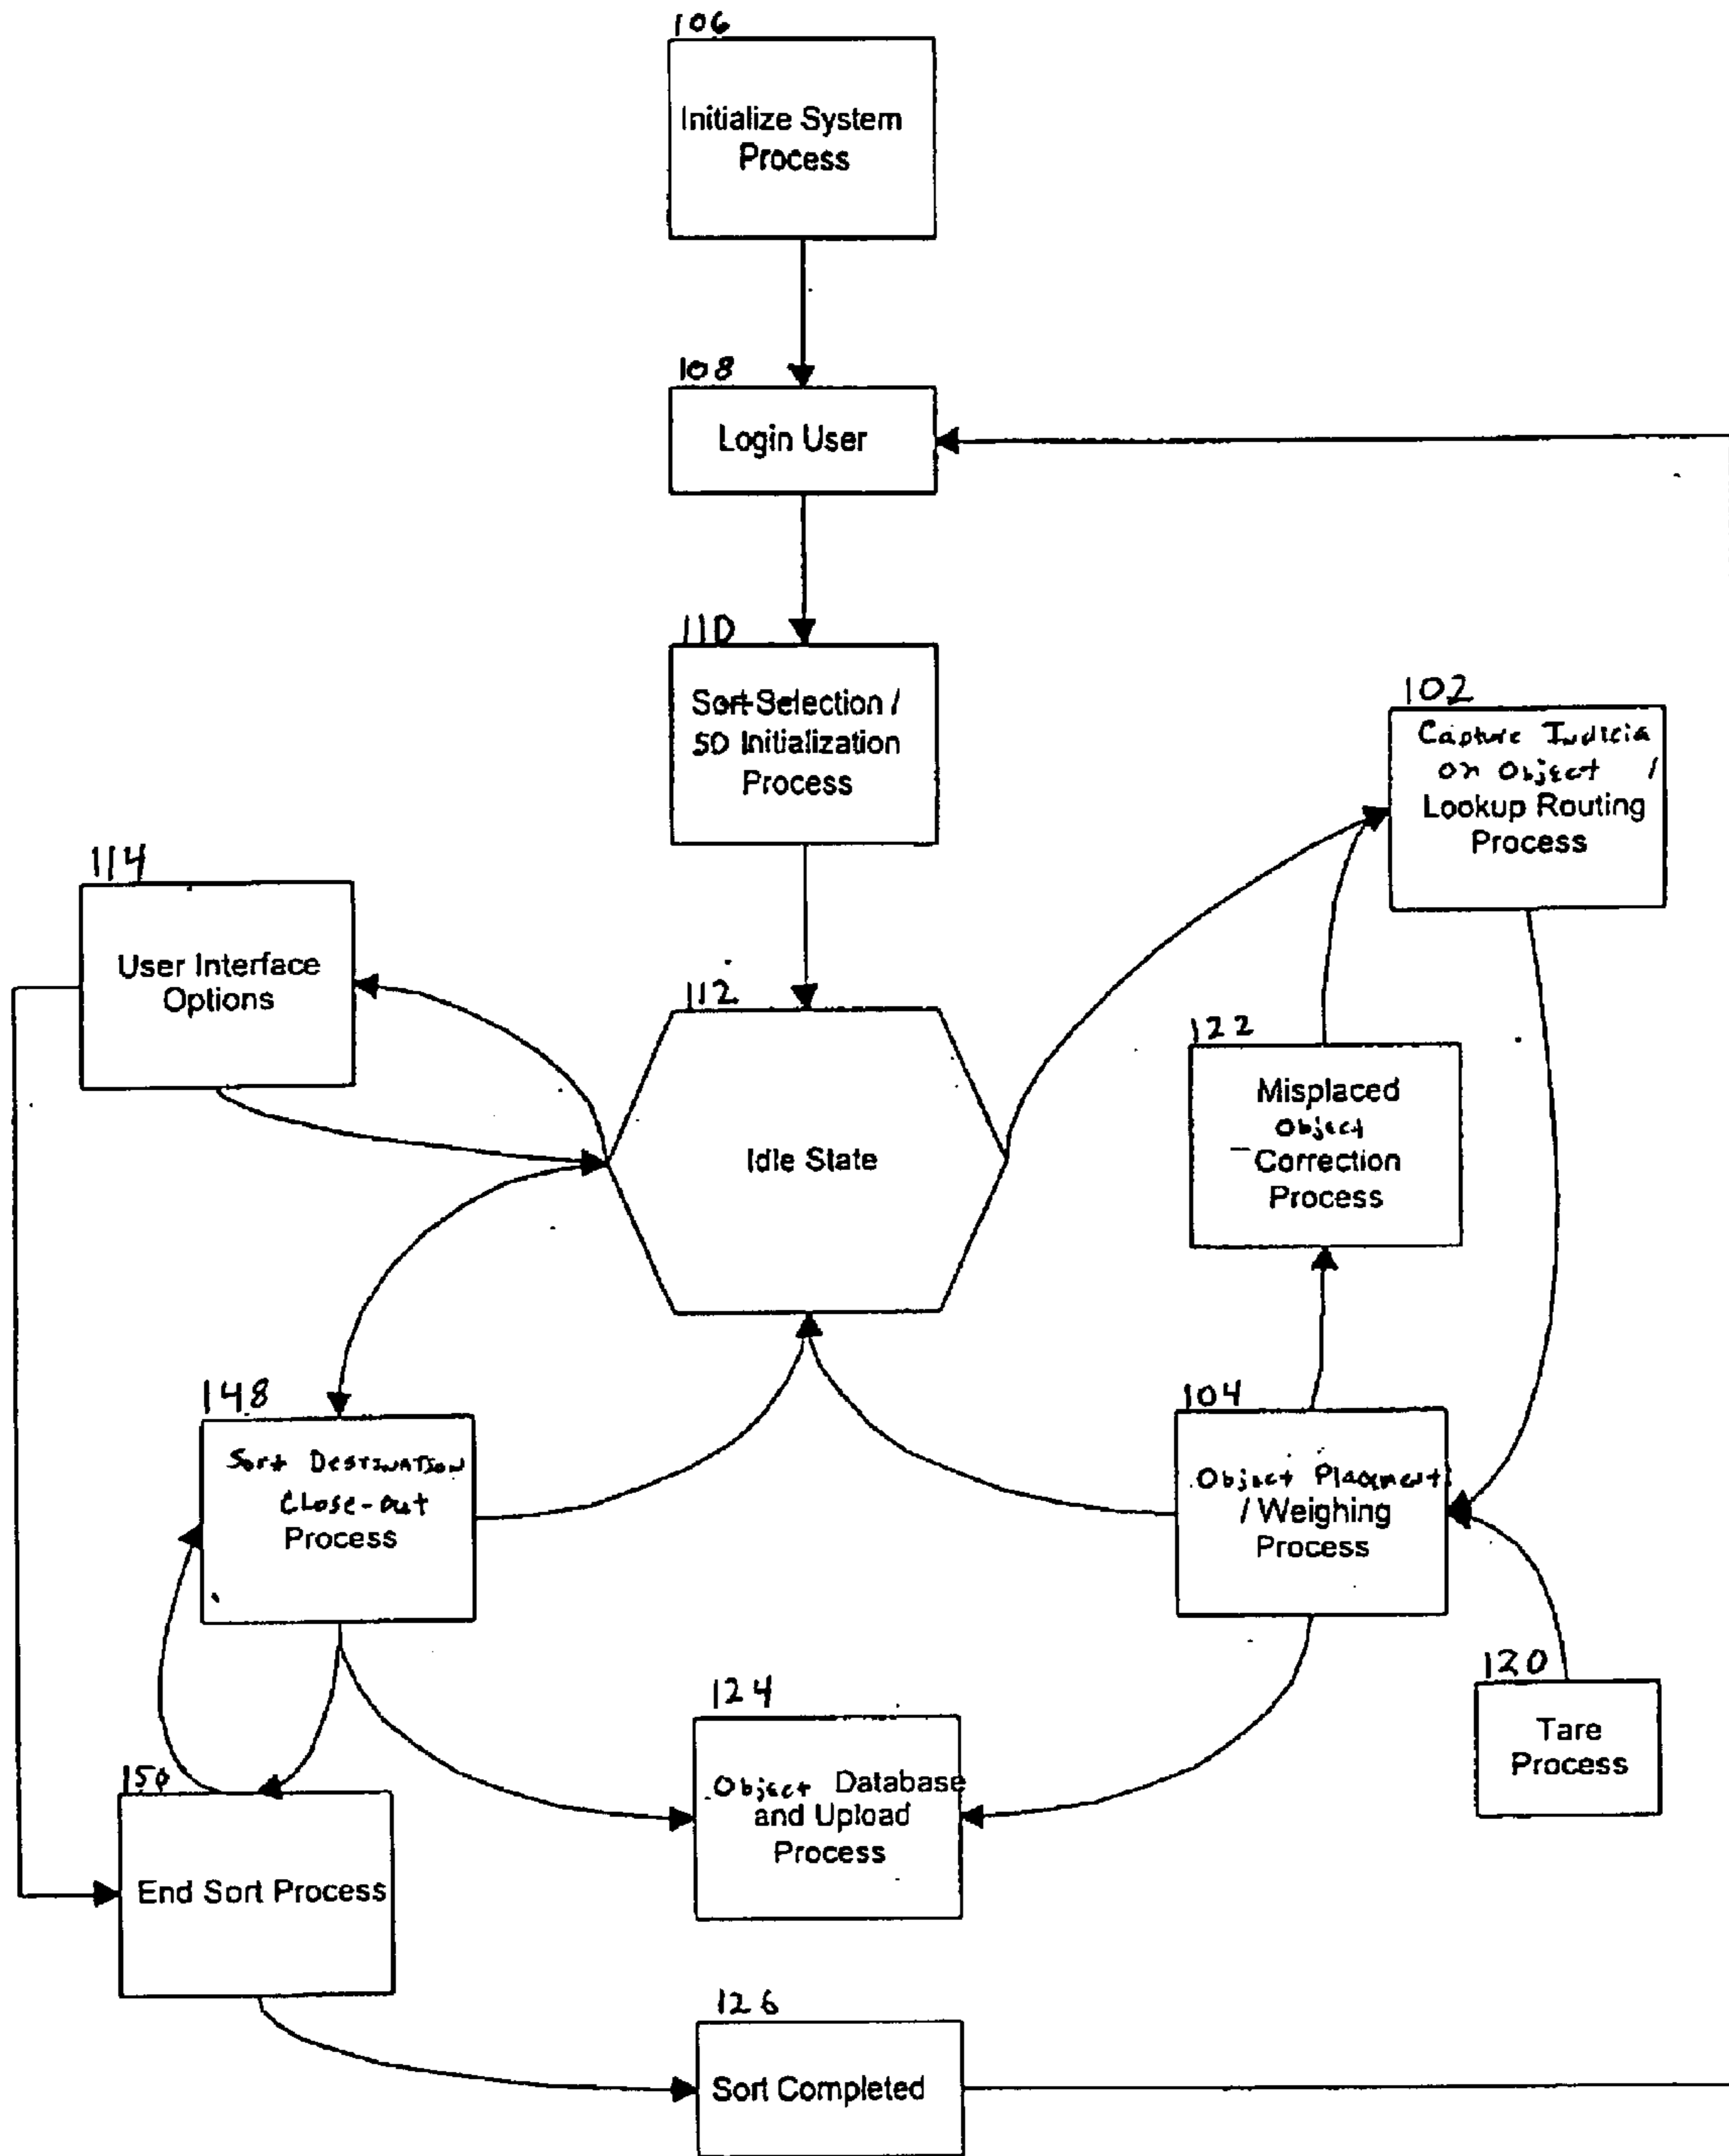 106
Initialize System
Process
108
Login User
110
Sort Selection /
SD Initialization
Process
102
Capture Indicia
on Object /
Lookup Routing
Process
114
User Interface
Options
112
Idle State
122
Misplaced
Object
Correction
Process
148
Sort Destination
Close-out
Process
104
Object Placement
/ Weighing
Process
120
Tare
Process
124
Object Database
and Upload
Process
150
End Sort Process
126
Sort Completed